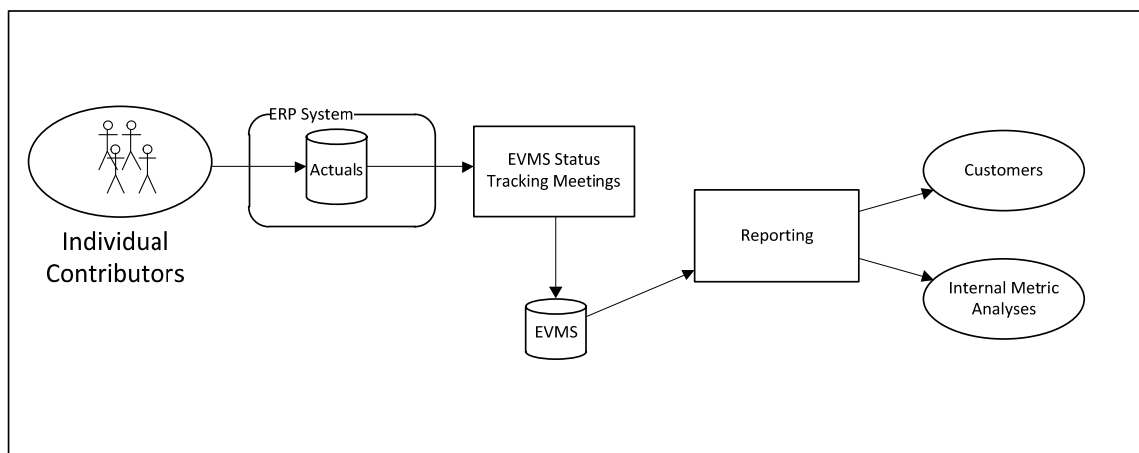 ERP System
Actuals
Individual
Contributors
EVMS Status
Tracking Meetings
EVMS
Reporting
Customers
Internal Metric
Analyses